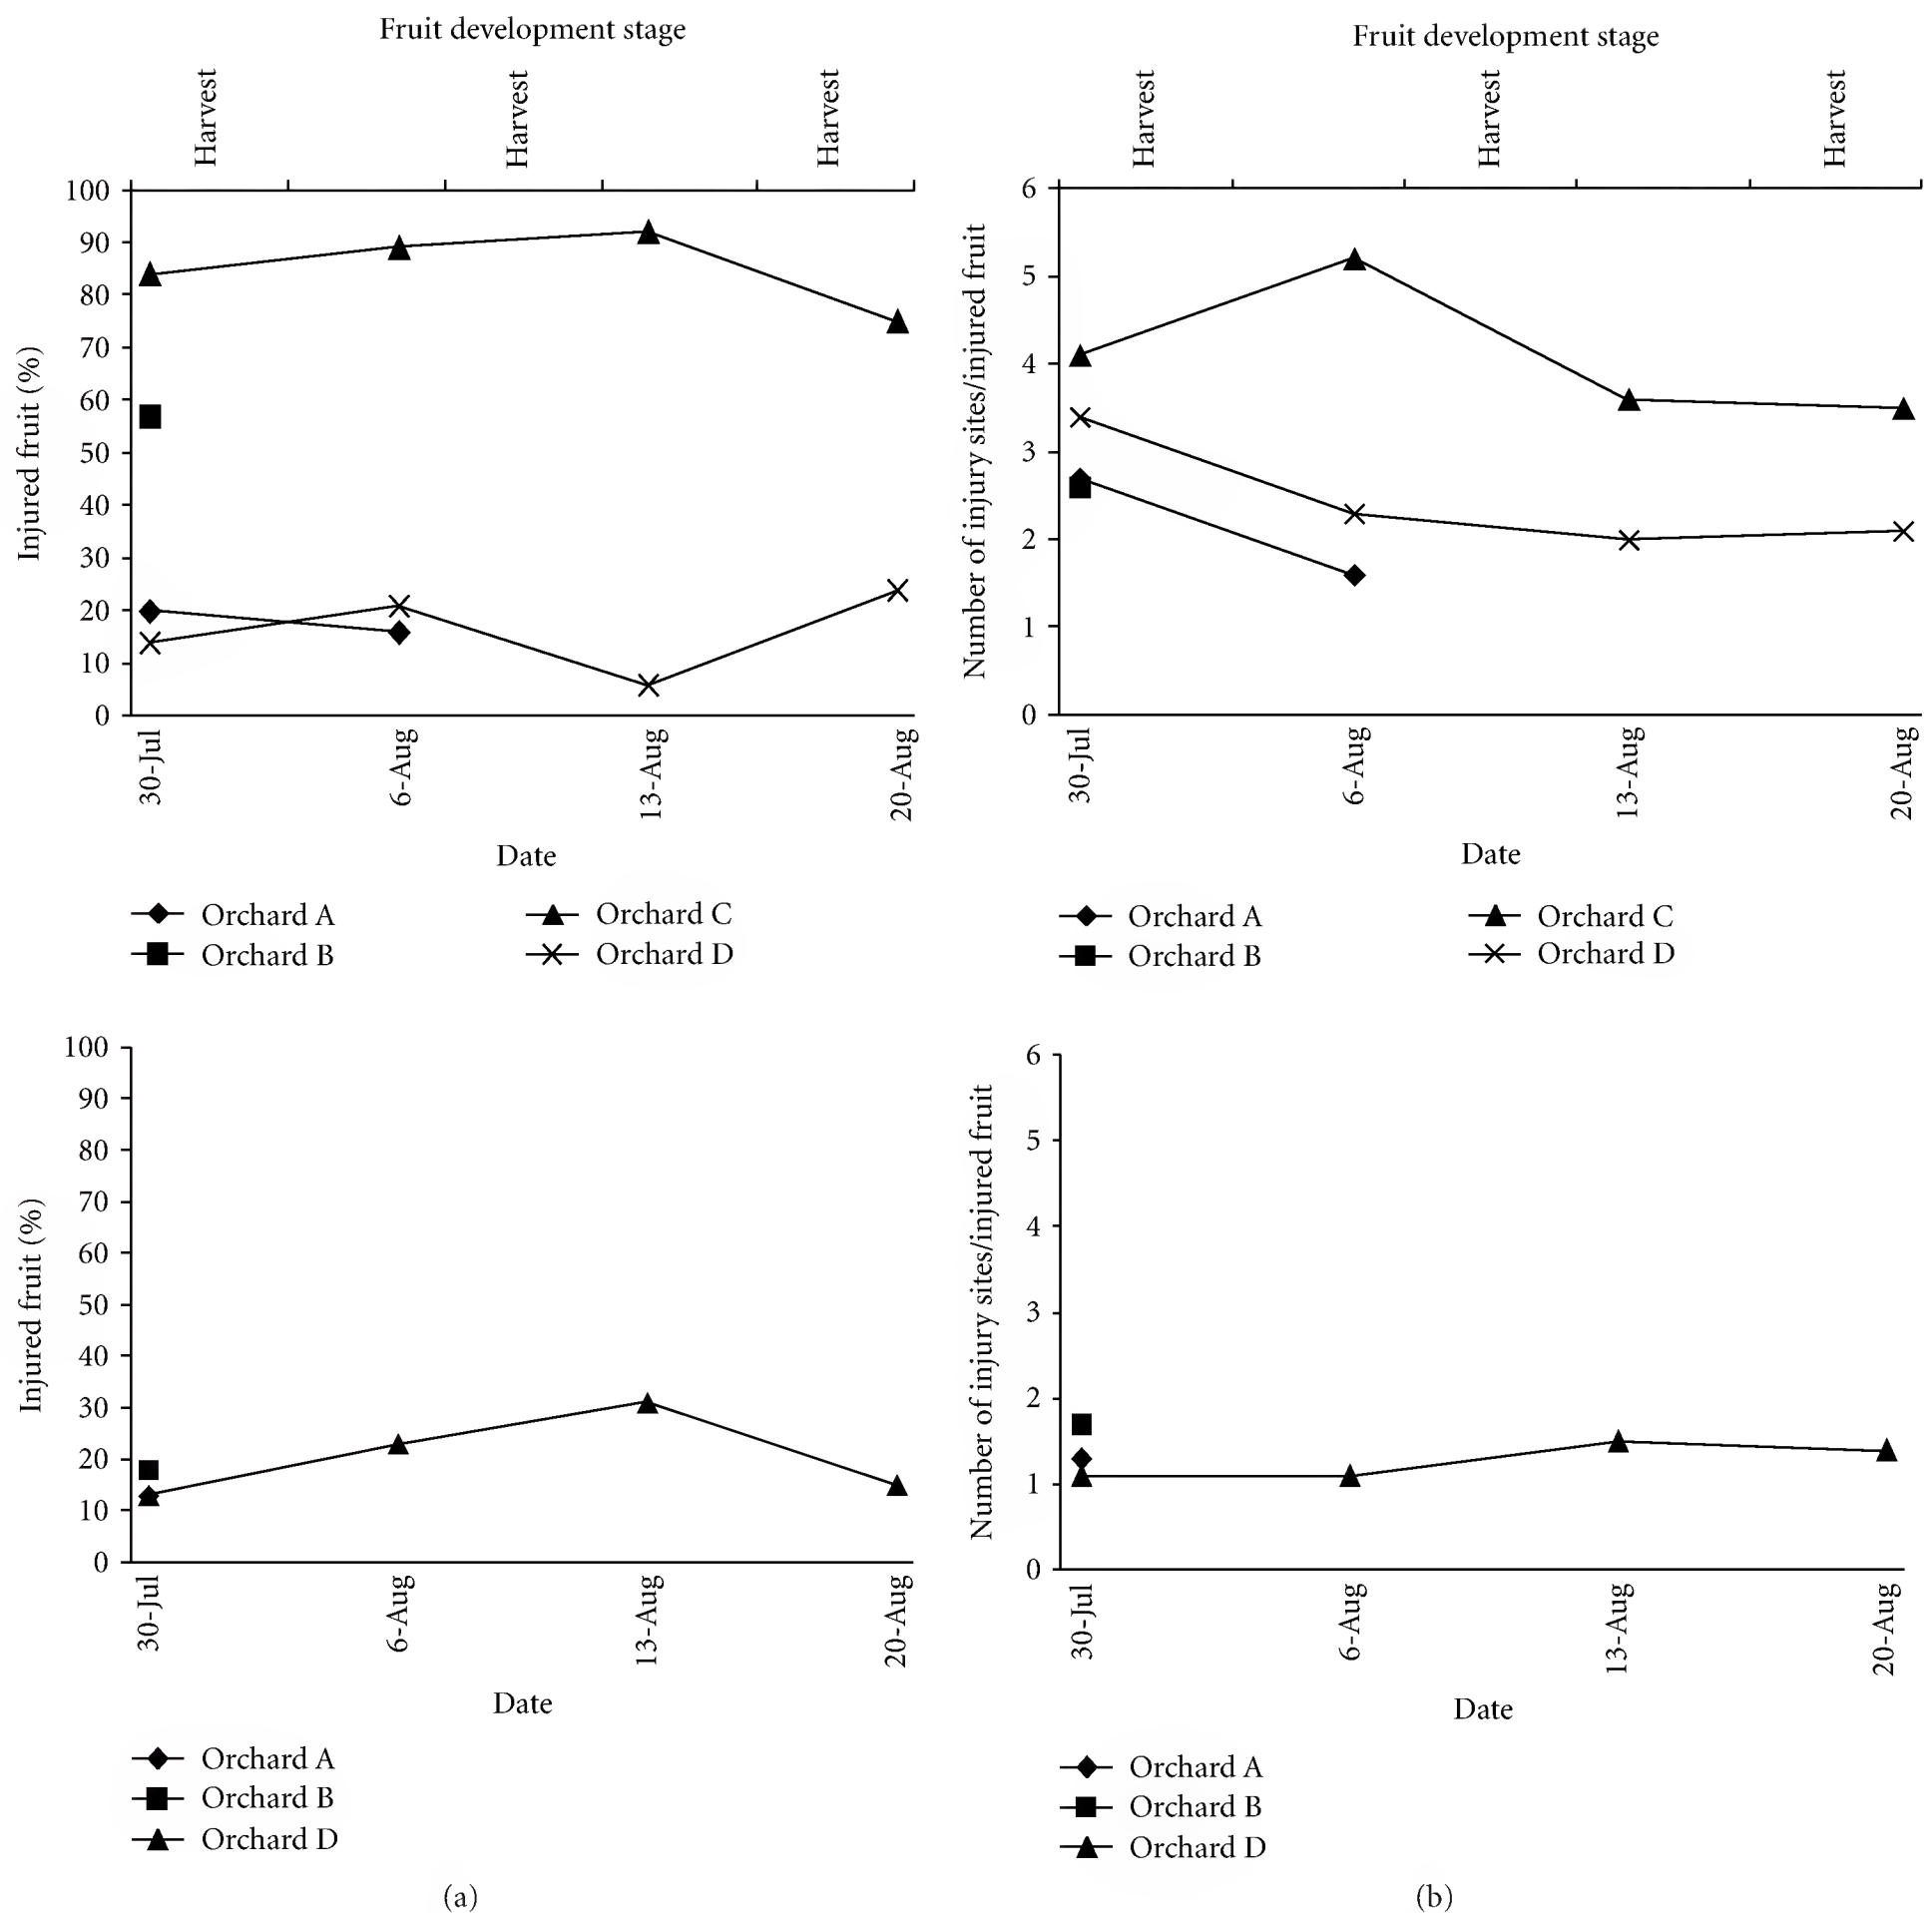 Fruit development stage
Harvest Harvest Harvest
100
90
80
70
60
50
40
30
20
10
0
Injured fruit (%)
30-Jul 6-Aug 13-Aug 20-Aug
Date
Orchard A Orchard C
Orchard B Orchard D
Fruit development stage
Harvest Harvest Harvest
6
5
4
3
2
1
0
Number of injury sites/injured fruit
30-Jul 6-Aug 13-Aug 20-Aug
Date
Orchard A Orchard C
Orchard B Orchard D
100
90
80
70
60
50
40
30
20
10
0
Injured fruit (%)
30-Jul 6-Aug 13-Aug 20-Aug
Date
Orchard A
Orchard B
Orchard D
(a)
6
5
4
3
2
1
0
Number of injury sites/injured fruit
30-Jul 6-Aug 13-Aug 20-Aug
Date
Orchard A
Orchard B
Orchard D
(b)